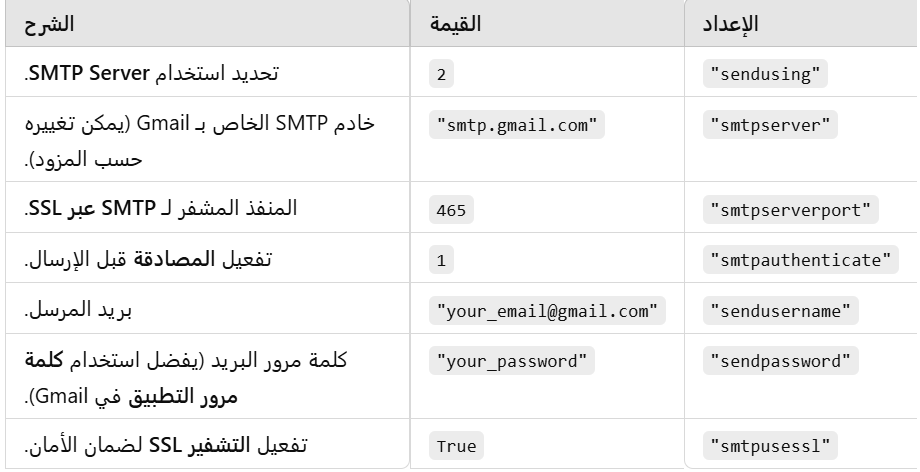 الإعداد القيمة الشرح
"sendusing" 2 تحديد استخدام SMTP Server.
"smtpserver" "smtp.gmail.com" خادم SMTP الخاص بـ Gmail (يمكن تغييره
حسب المزود).
"smtpserverport" 465 المنفذ المشفر لـ SMTP عبر SSL.
"smtpauthenticate" 1 تفعيل المصادقة قبل الإرسال.
"sendusername" "your_email@gmail.com" بريد المرسل.
"sendpassword" "your_password" كلمة مرور البريد (يفضل استخدام كلمة
مرور التطبيق في Gmail).
"smtpusessl" True تفعيل التشفير SSL لضمان الأمان.